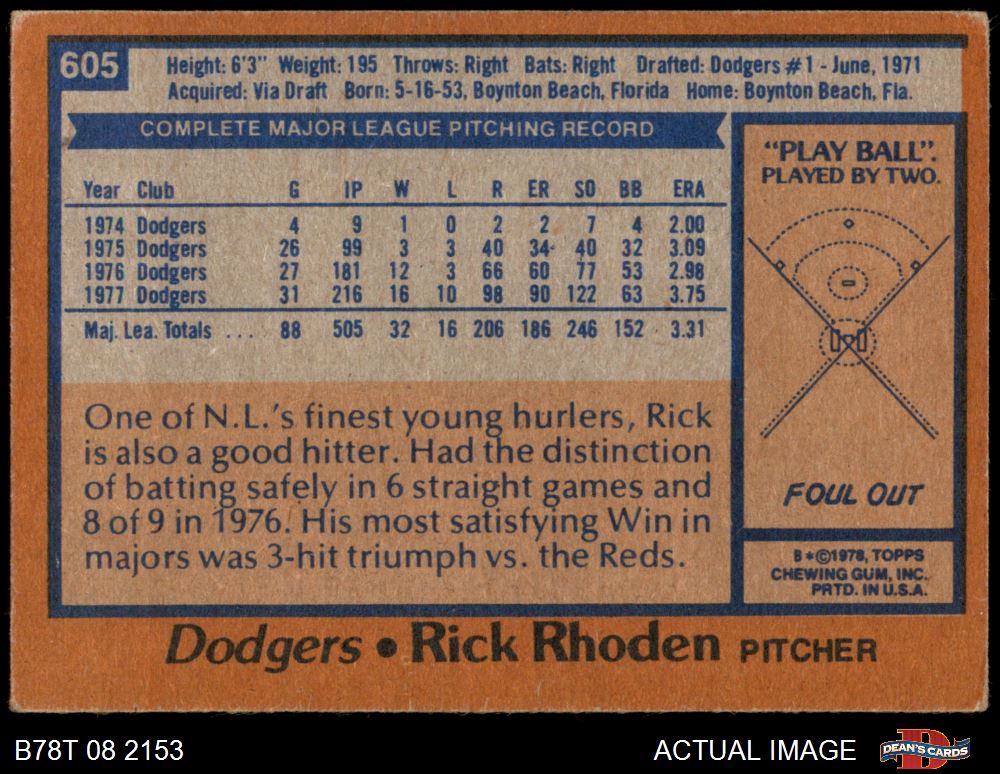 605
Height: 6'3" Weight: 195 Throws: Right Bats: Right Drafted: Dodgers #1 - June, 1971
Acquired: Via Draft Born: 5-16-53, Boynton Beach, Florida Home: Boynton Beach, Fla.
COMPLETE MAJOR LEAGUE PITCHING RECORD
Year Club G IP W L R ER SO BB ERA
1974 Dodgers 4 9 1 0 2 2 7 4 2.00
1975 Dodgers 26 99 3 3 40 34 40 32 3.09
1976 Dodgers 27 181 12 3 66 60 77 53 2.98
1977 Dodgers 31 216 16 10 98 90 122 63 3.75
Maj. Lea. Totals ... 88 505 32 16 206 186 246 152 3.31
One of N.L.'s finest young hurlers, Rick
is also a good hitter. Had the distinction
of batting safely in 6 straight games and
8 of 9 in 1976. His most satisfying Win in
majors was 3-hit triumph vs. the Reds.
"PLAY BALL".
PLAYED BY TWO.
FOUL OUT
B*©1978, TOPPS
CHEWING GUM, INC.
PRTD. IN U.S.A.
Dodgers • Rick Rhoden PITCHER
B78T 08 2153
ACTUAL IMAGE
D
DEAN'S CARDS